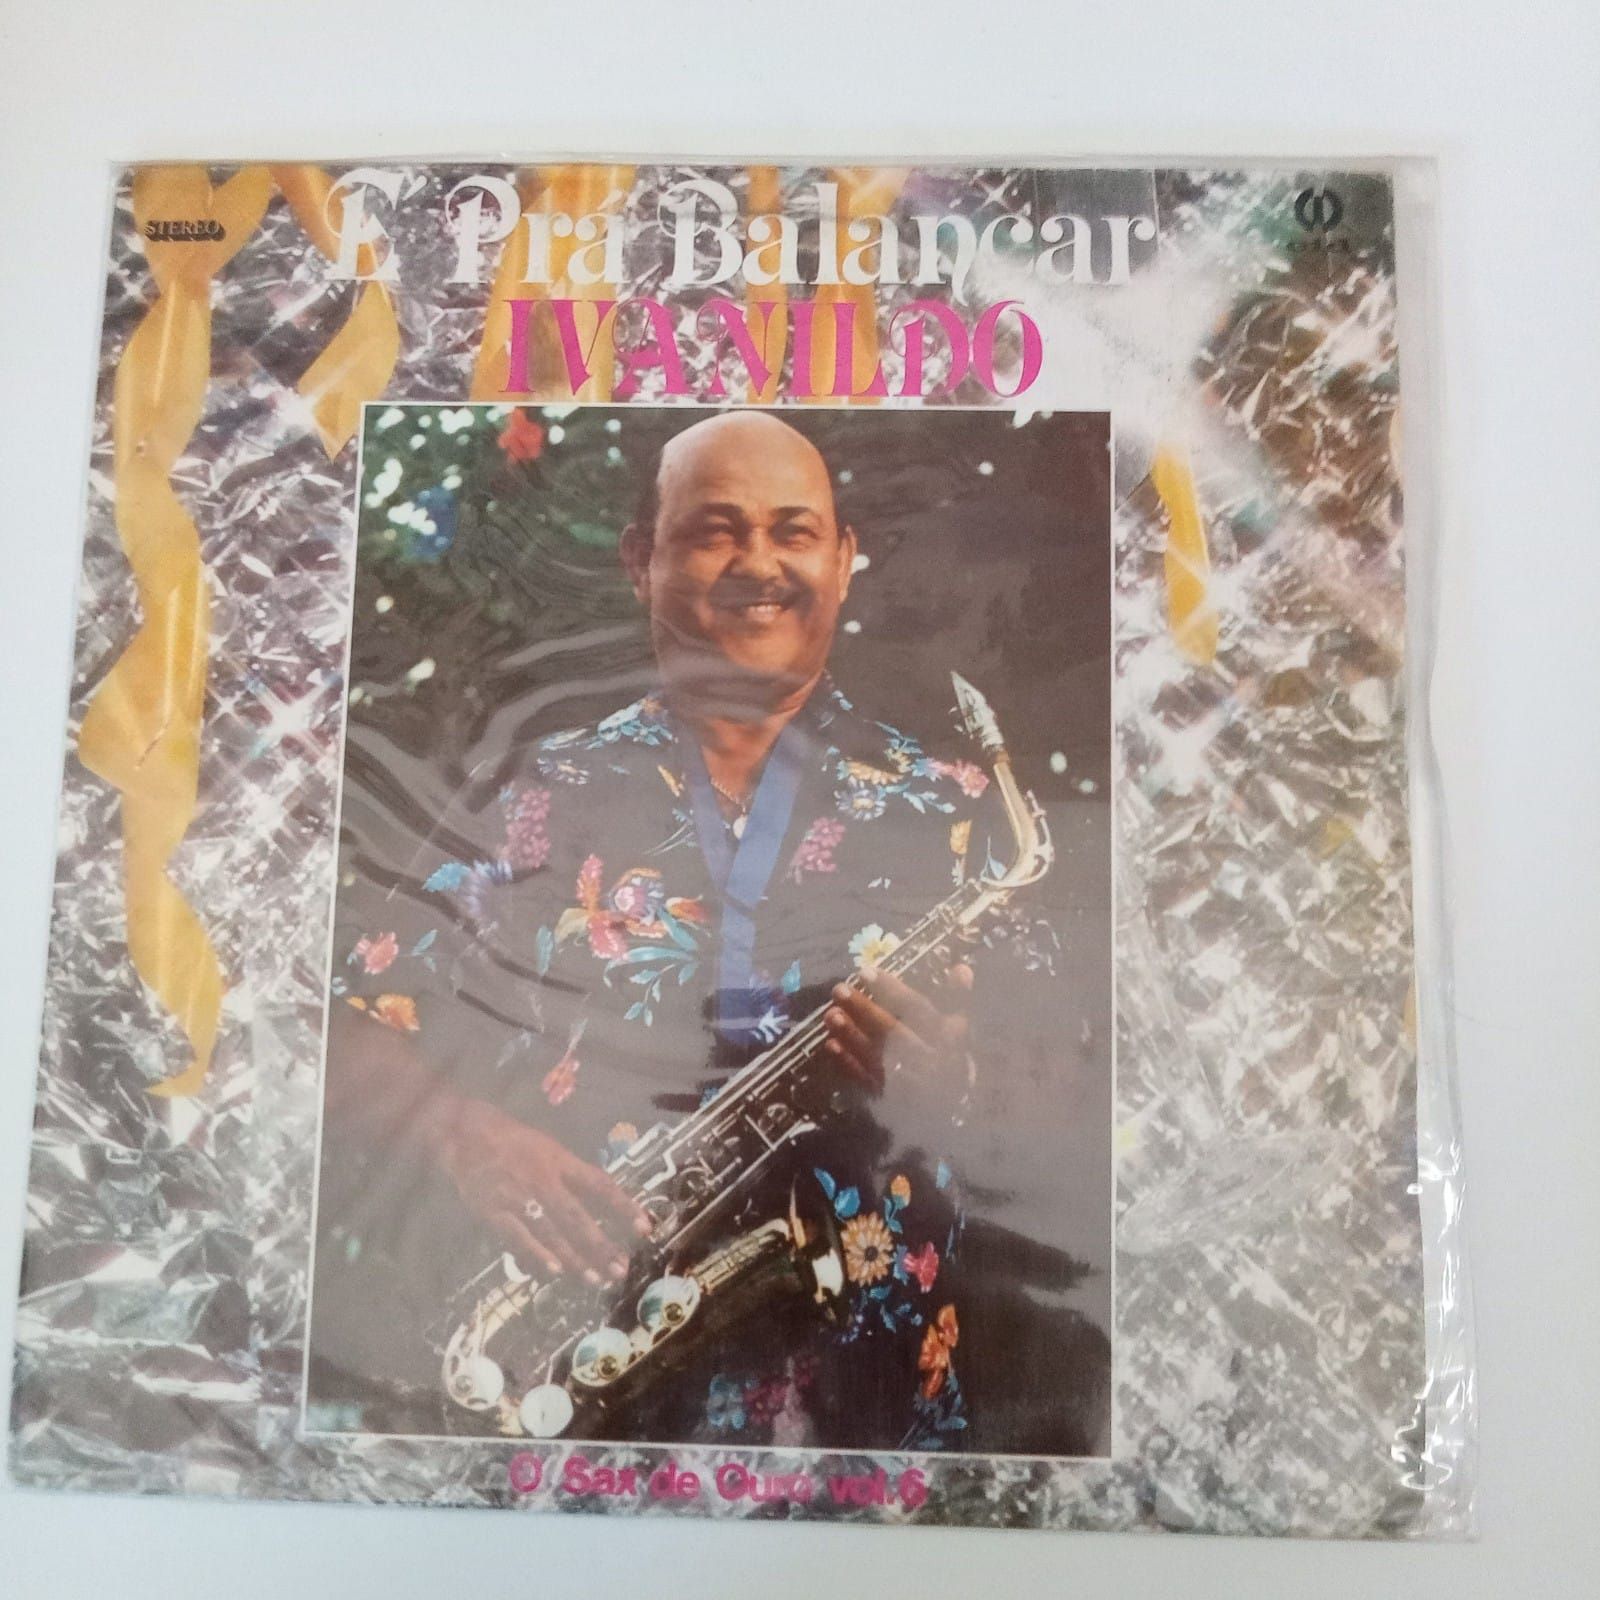 STEREO
É Prá Balançar
IVANILDO
O Sax de Ouro vol.6